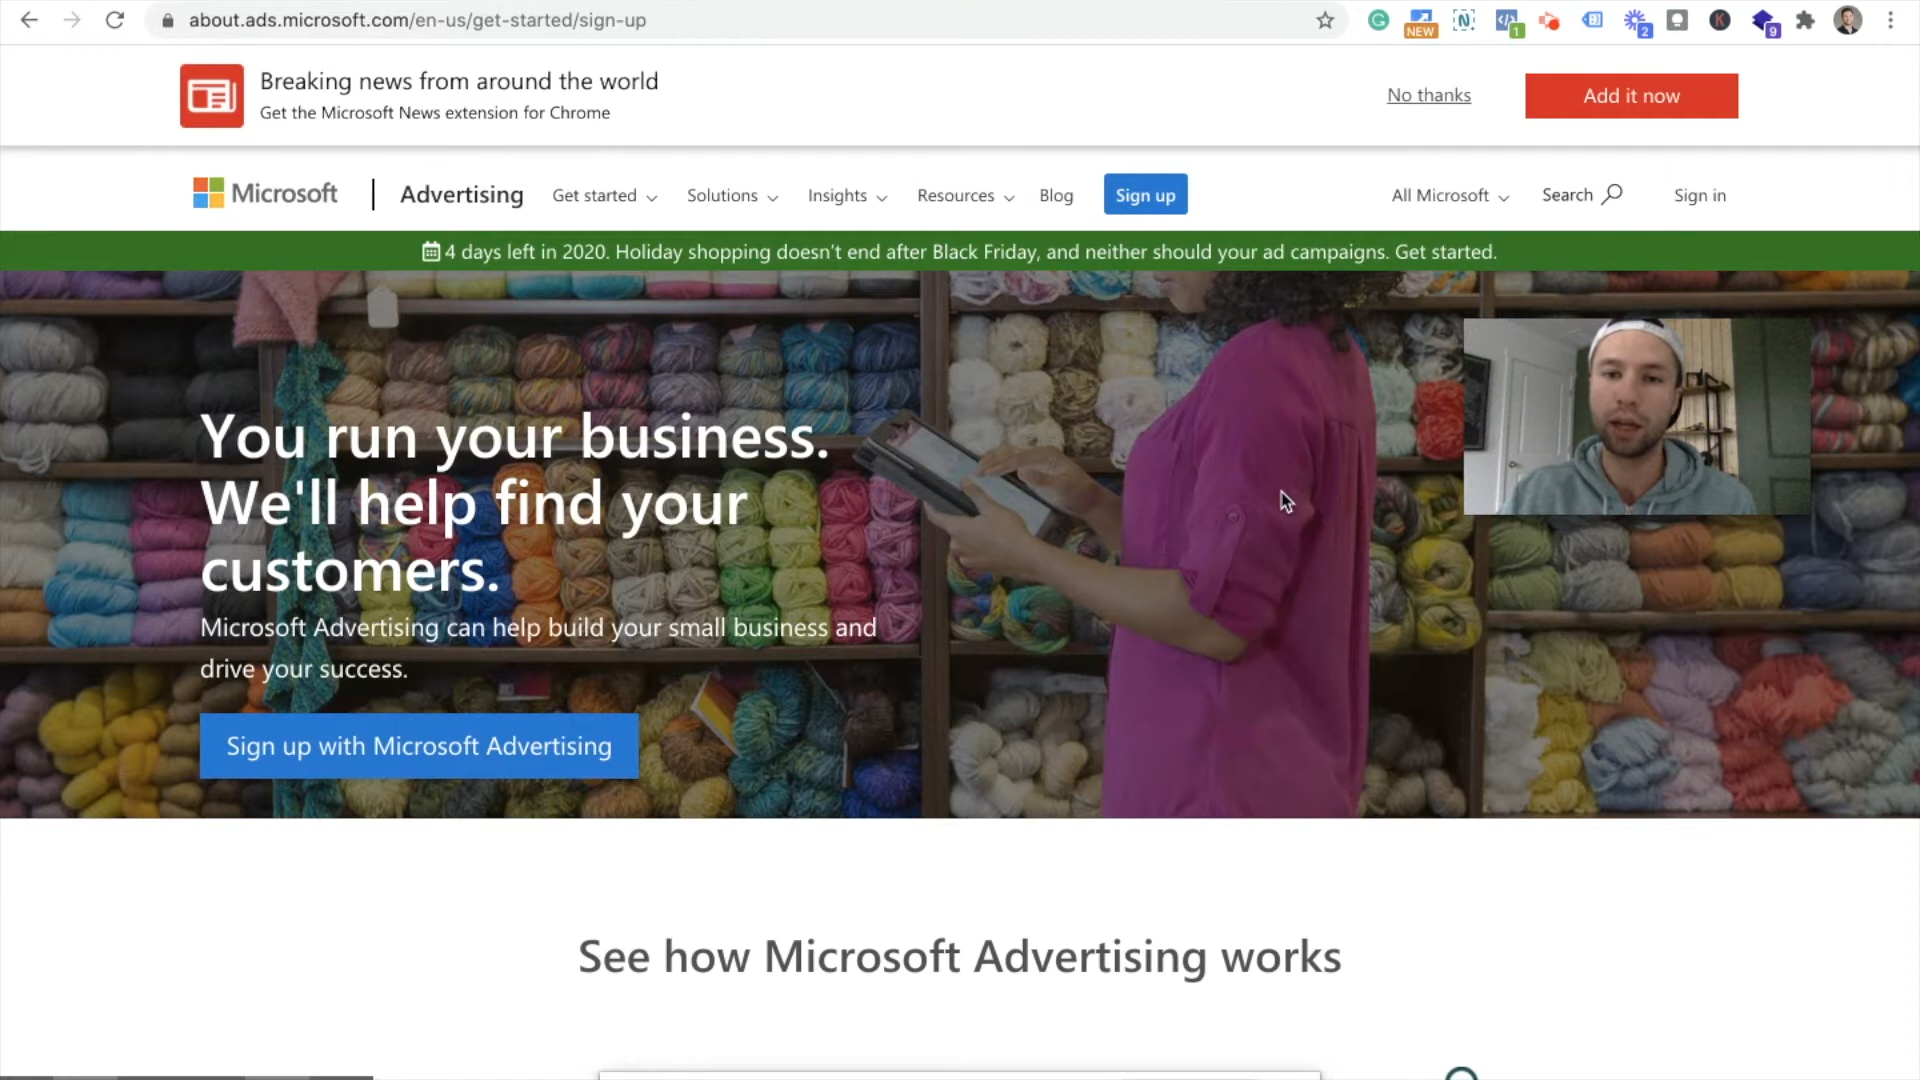 about.ads.microsoft.com/en-us/get-started/sign-up
NEW
1
2
K
9
Breaking news from around the world
Get the Microsoft News extension for Chrome
No thanks
Add it now
Microsoft
Advertising
Get started
Solutions
Insights
Resources
Blog
Sign up
All Microsoft
Search
Sign in
4 days left in 2020. Holiday shopping doesn't end after Black Friday, and neither should your ad campaigns. Get started.
You run your business.
We'll help find your
customers.
Microsoft Advertising can help build your small business and
drive your success.
Sign up with Microsoft Advertising
See how Microsoft Advertising works